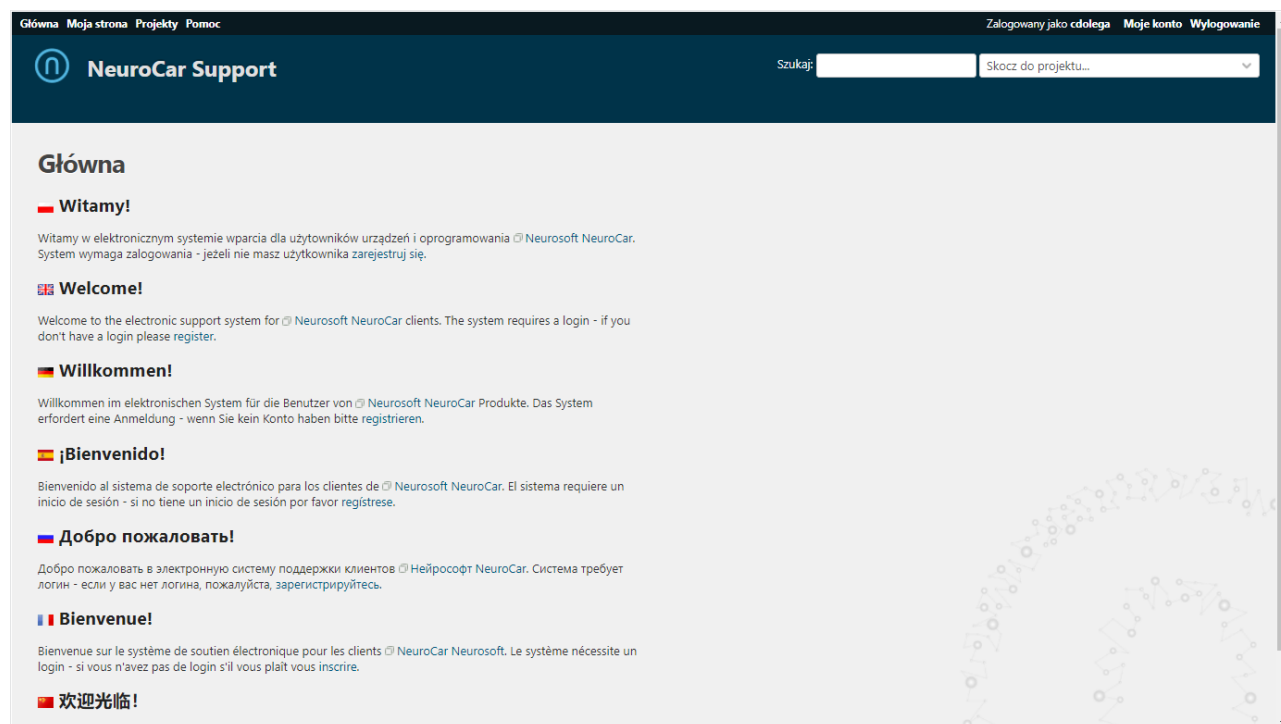 Główna Moja strona Projekty Pomoc
Zalogowany jako cdolega Moje konto Wylogowanie
NeuroCar Support
Szukaj:
Skocz do projektu...
Główna
Witamy!
Witamy w elektronicznym systemie wparcia dla użytowników urządzeń i oprogramowania Neurosoft NeuroCar.
System wymaga zalogowania - jeżeli nie masz użytkownika zarejestruj się.
Welcome!
Welcome to the electronic support system for Neurosoft NeuroCar clients. The system requires a login - if you
don't have a login please register.
Willkommen!
Willkommen im elektronischen System für die Benutzer von Neurosoft NeuroCar Produkte. Das System
erfordert eine Anmeldung - wenn Sie kein Konto haben bitte registrieren.
¡Bienvenido!
Bienvenido al sistema de soporte electrónico para los clientes de Neurosoft NeuroCar. El sistema requiere un
inicio de sesión - si no tiene un inicio de sesión por favor regístrese.
Добро пожаловать!
Добро пожаловать в электронную систему поддержки клиентов Нейрософт NeuroCar. Система требует
логин - если у вас нет логина, пожалуйста, зарегистрируйтесь.
Bienvenue!
Bienvenue sur le système de soutien électronique pour les clients NeuroCar Neurosoft. Le système nécessite un
login - si vous n'avez pas de login s'il vous plaît vous inscrire.
欢迎光临!